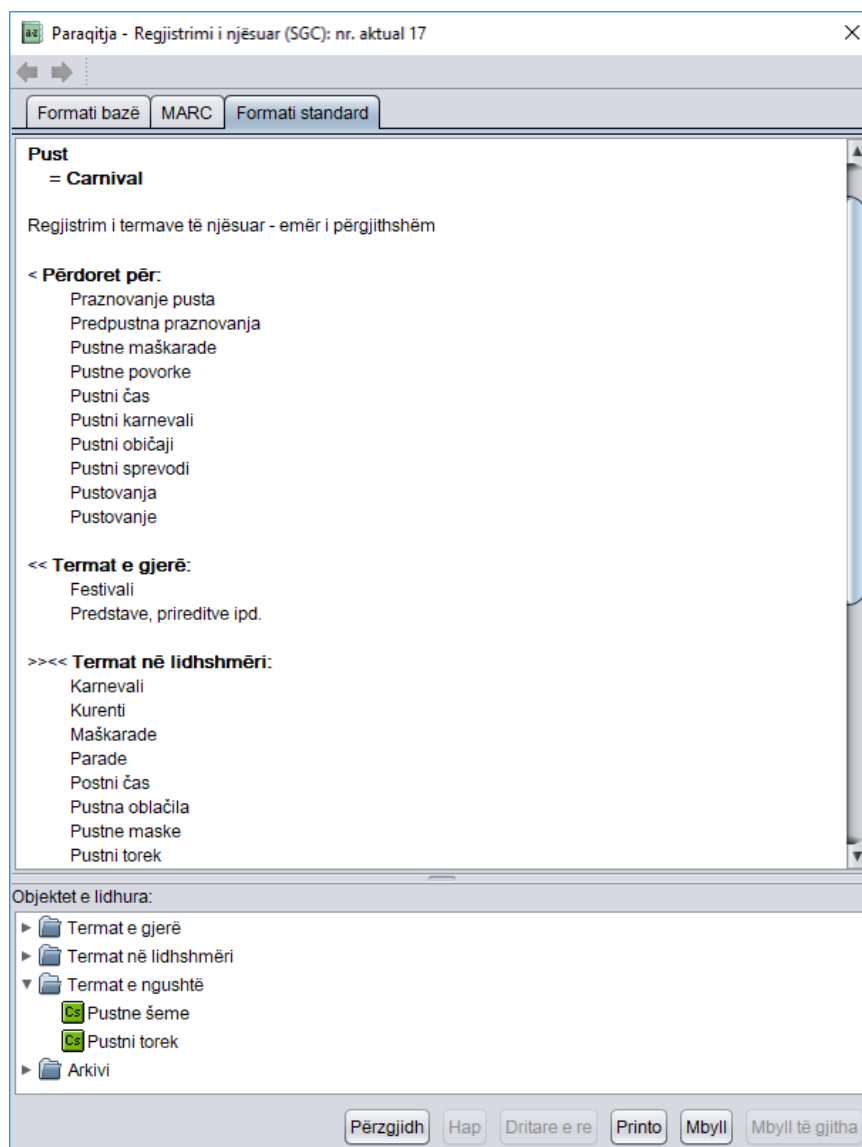 Paraqitja - Regjistrimi i njësuar (SGC): nr. aktual 17
Formati bazë MARC Formati standard
Pust
= Carnival
Regjistrim i termave të njësuar - emër i përgjithshëm
< Përdoret për:
Praznovanje pusta
Predpustna praznovanja
Pustne maškarade
Pustne povorke
Pustni čas
Pustni karnevali
Pustni običaji
Pustni sprevodi
Pustovanja
Pustovanje
<< Termat e gjerë:
Festivali
Predstave, prireditve ipd.
>><< Termat në lidhshmëri:
Karnevali
Kurenti
Maškarade
Parade
Postni čas
Pustna oblačila
Pustne maske
Pustni torek
Objektet e lidhura:
Termat e gjerë
Termat në lidhshmëri
Termat e ngushtë
Cs Pustne šeme
Cs Pustni torek
Arkivi
Përzgjidh Hap Dritare e re Printo Mbyll Mbyll të gjitha